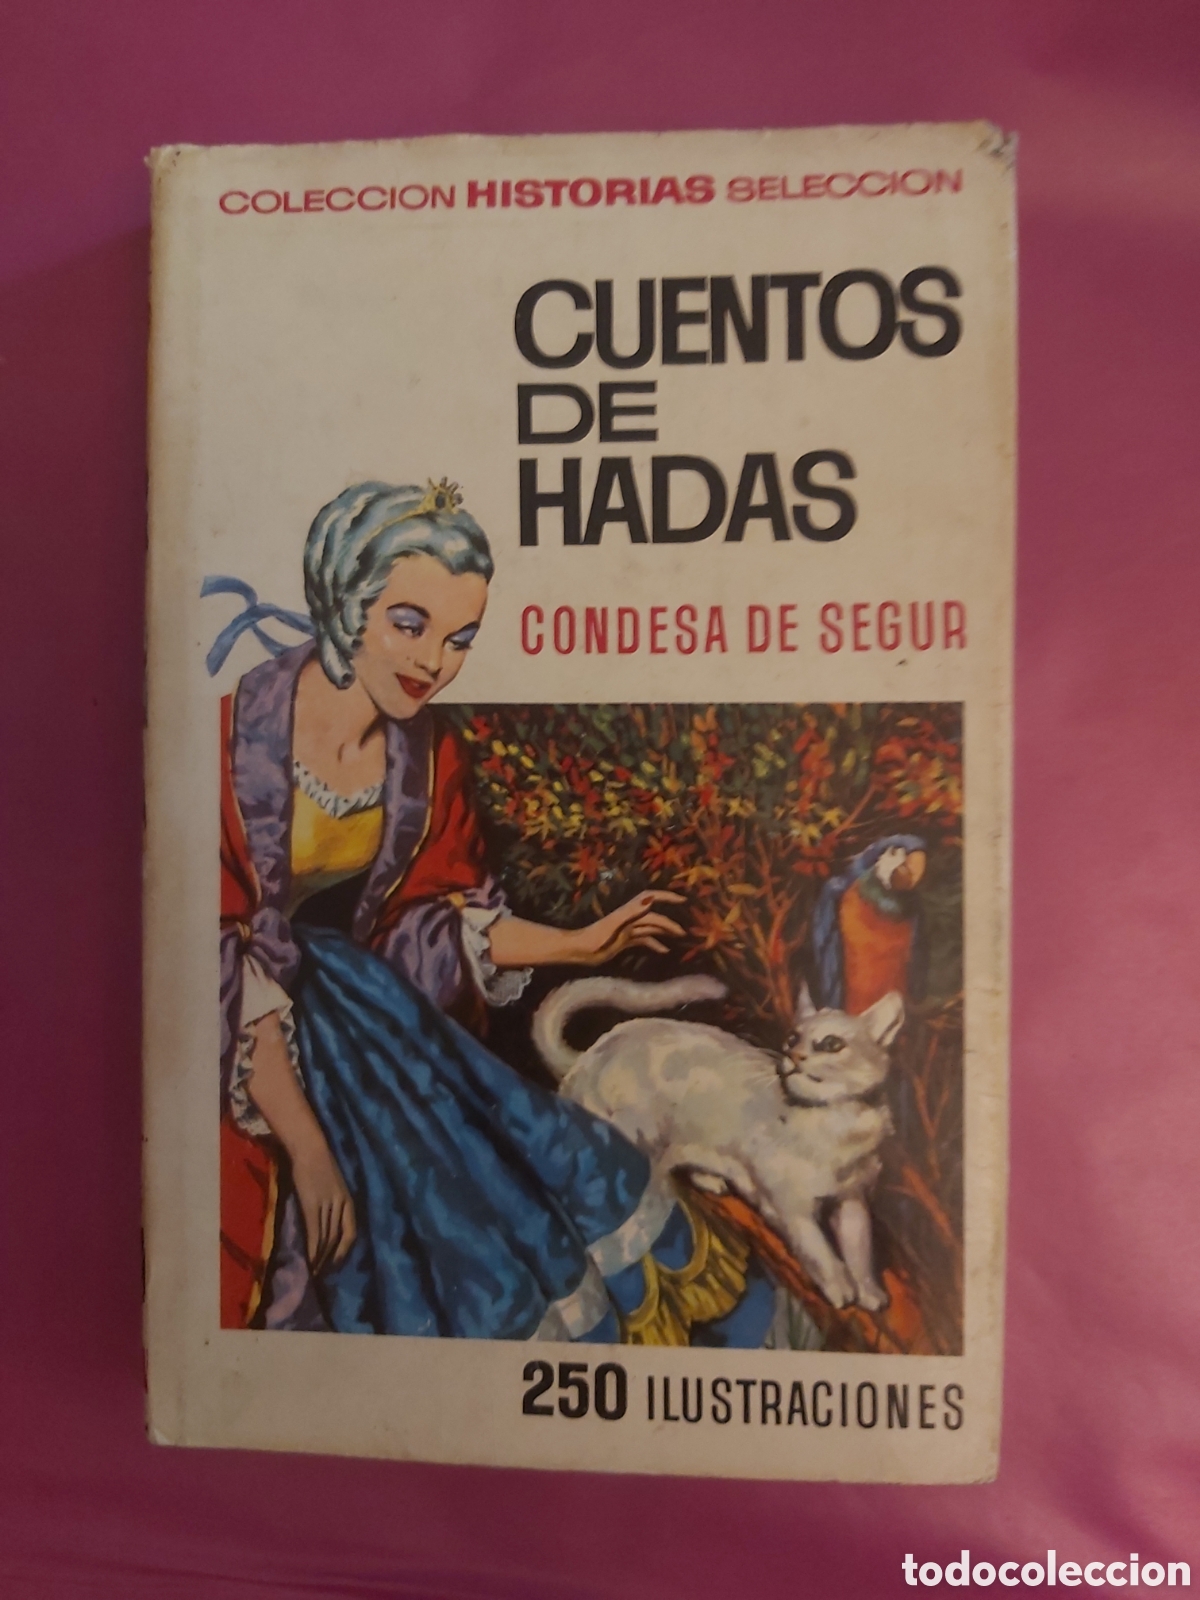 COLECCION HISTORIAS SELECCION
CUENTOS
DE
HADAS
CONDESA DE SEGUR
250 ILUSTRACIONES
todocoleccion